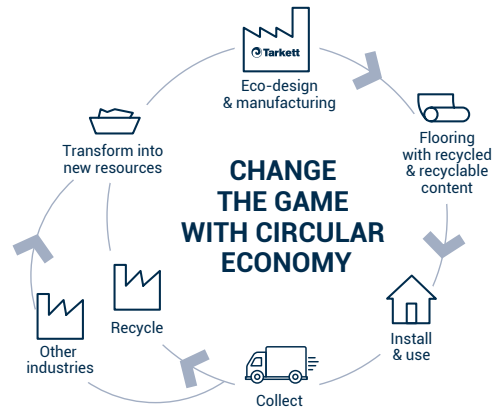 Tarkett
Eco-design
& manufacturing
Flooring
with recycled
& recyclable
content
Transform into
new resources
CHANGE
THE GAME
WITH CIRCULAR
ECONOMY
Install
& use
Recycle
Other
industries
Collect